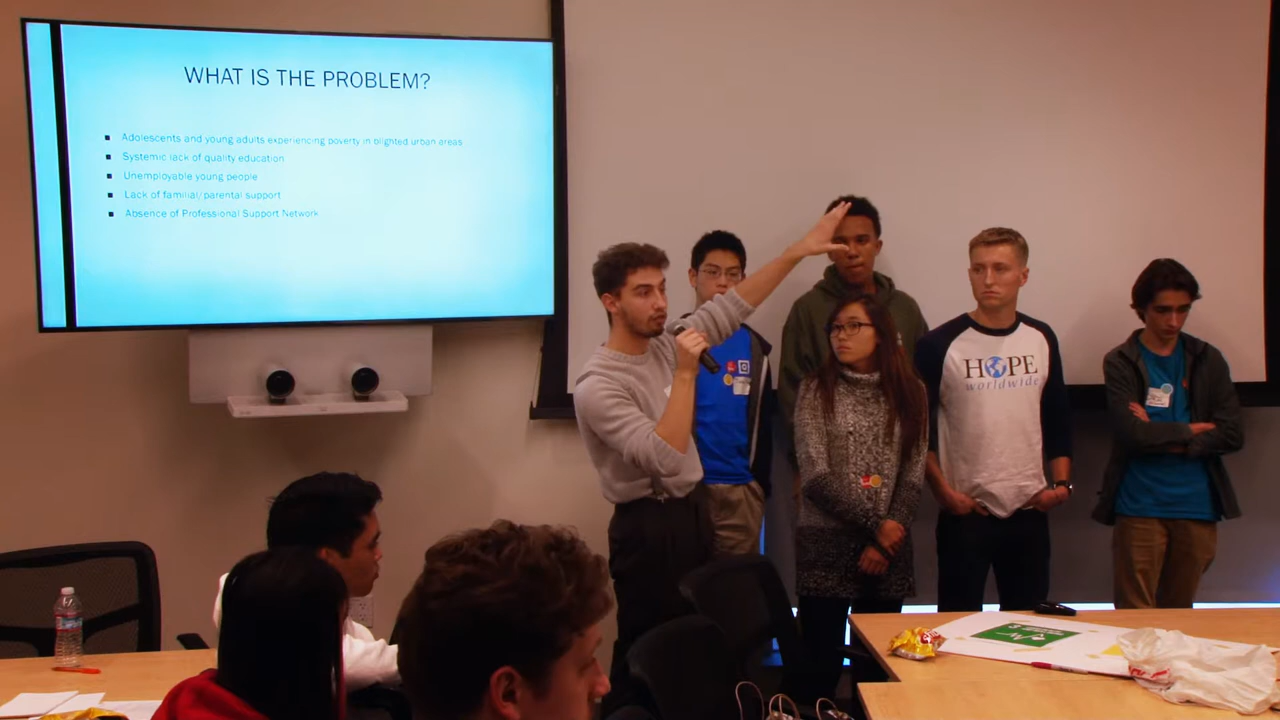 WHAT IS THE PROBLEM?
Adolescents and young adults experiencing poverty in blighted urban areas
Systemic lack of quality education
Unemployable young people
Lack of familial/parental support
Absence of Professional Support Network
HOPE
worldwide